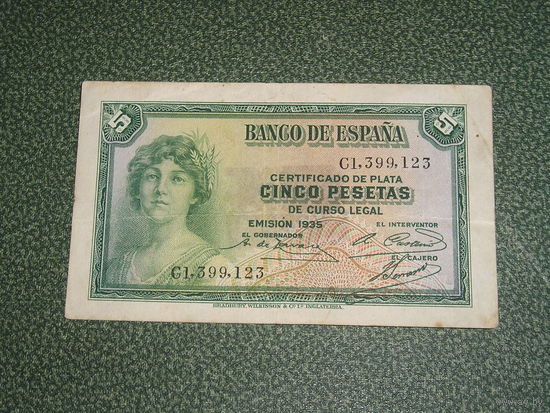 5 5
BANCO DE ESPAÑA
C1,399,123
CERTIFICADO DE PLATA
CINCO PESETAS
DE CURSO LEGAL
EMISIÓN 1935
EL GOBERNADOR
EL INTERVENTOR
EL CAJERO
C1,399,123
BRADBURY, WILKINSON & Cº Lº INGLATERRA.